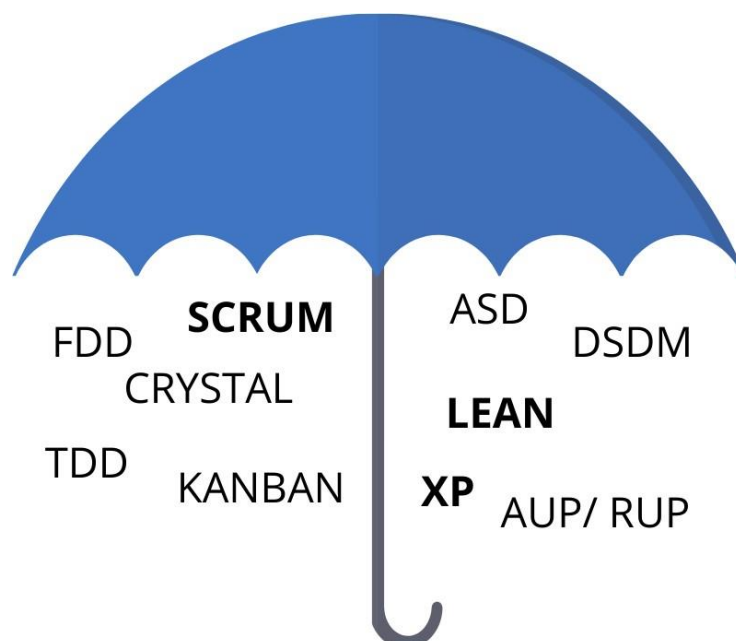 SCRUM
ASD
FDD
DSDM
CRYSTAL
LEAN
TDD
KANBAN
XP
AUP/ RUP